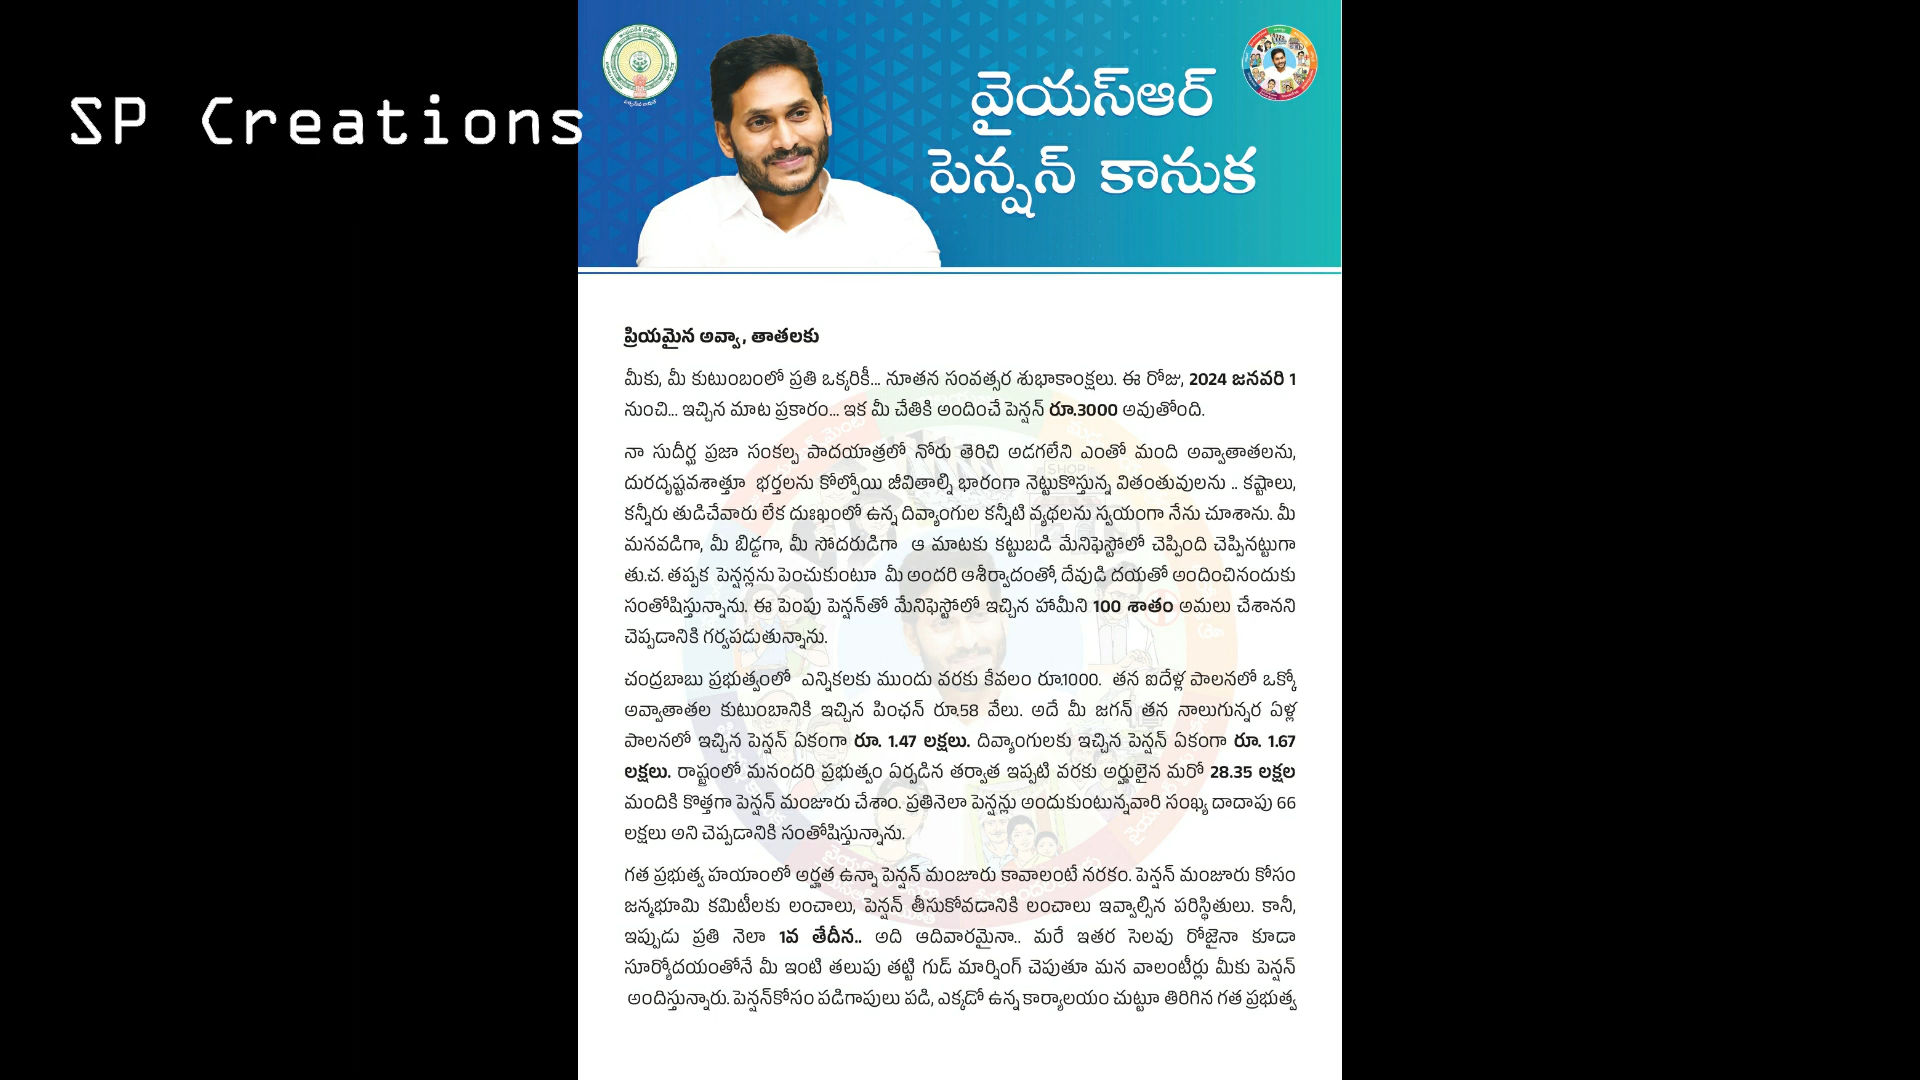 SP Creations
వైయస్ఆర్
పెన్షన్ కానుక
ప్రియమైన అవ్వా, తాతలకు
మీకు, మీ కుటుంబంలో ప్రతి ఒక్కరికీ... నూతన సంవత్సర శుభాకాంక్షలు. ఈ రోజు, 2024 జనవరి 1
నుంచి... ఇచ్చిన మాట ప్రకారం... ఇక మీ చేతికి అందించే పెన్షన్ రూ.3000 అవుతోంది.
నా సుదీర్ఘ ప్రజా సంకల్ప పాదయాత్రలో నోరు తెరిచి అడగలేని ఎంతో మంది అవ్వాతాతలను,
దురదృష్టవశాత్తూ భర్తలను కోల్పోయి జీవితాల్ని భారంగా నెట్టుకొస్తున్న వితంతువులను .. కష్టాలు,
కన్నీరు తుడిచేవారు లేక దుఃఖంలో ఉన్న దివ్యాంగుల కన్నీటి వ్యథలను స్వయంగా నేను చూశాను. మీ
మనవడిగా, మీ బిడ్డగా, మీ సోదరుడిగా ఆ మాటకు కట్టుబడి మేనిఫెస్టోలో చెప్పింది చెప్పినట్టుగా
తు.చ. తప్పక పెన్షన్లను పెంచుకుంటూ మీ అందరి ఆశీర్వాదంతో, దేవుడి దయతో అందించినందుకు
సంతోషిస్తున్నాను. ఈ పెంపు పెన్షన్‌తో మేనిఫెస్టోలో ఇచ్చిన హామీని 100 శాతం అమలు చేశానని
చెప్పడానికి గర్వపడుతున్నాను.
చంద్రబాబు ప్రభుత్వంలో ఎన్నికలకు ముందు వరకు కేవలం రూ.1000. తన ఐదేళ్ల పాలనలో ఒక్కో
అవ్వాతాతల కుటుంబానికి ఇచ్చిన పింఛన్ రూ.58 వేలు. అదే మీ జగన్ తన నాలుగున్నర ఏళ్ల
పాలనలో ఇచ్చిన పెన్షన్ ఏకంగా రూ. 1.47 లక్షలు. దివ్యాంగులకు ఇచ్చిన పెన్షన్ ఏకంగా రూ. 1.67
లక్షలు. రాష్ట్రంలో మనందరి ప్రభుత్వం ఏర్పడిన తర్వాత ఇప్పటి వరకు అర్హులైన మరో 28.35 లక్షల
మందికి కొత్తగా పెన్షన్ మంజూరు చేశాం. ప్రతినెలా పెన్షన్లు అందుకుంటున్నవారి సంఖ్య దాదాపు 66
లక్షలు అని చెప్పడానికి సంతోషిస్తున్నాను.
గత ప్రభుత్వ హయాంలో అర్హత ఉన్నా పెన్షన్ మంజూరు కావాలంటే నరకం. పెన్షన్ మంజూరు కోసం
జన్మభూమి కమిటీలకు లంచాలు, పెన్షన్ తీసుకోవడానికి లంచాలు ఇవ్వాల్సిన పరిస్థితులు. కానీ,
ఇప్పుడు ప్రతి నెలా 1వ తేదీన.. అది ఆదివారమైనా.. మరే ఇతర సెలవు రోజైనా కూడా
సూర్యోదయంతోనే మీ ఇంటి తలుపు తట్టి గుడ్ మార్నింగ్ చెపుతూ మన వాలంటీర్లు మీకు పెన్షన్
అందిస్తున్నారు. పెన్షన్‌కోసం పడిగాపులు పడి, ఎక్కడో ఉన్న కార్యాలయం చుట్టూ తిరిగిన గత ప్రభుత్వ